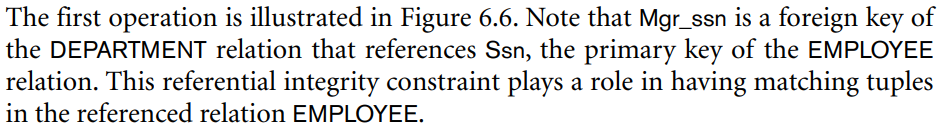 The first operation is illustrated in Figure 6.6. Note that Mgr_ssn is a foreign key of
the DEPARTMENT relation that references Ssn, the primary key of the EMPLOYEE
relation. This referential integrity constraint plays a role in having matching tuples
in the referenced relation EMPLOYEE.